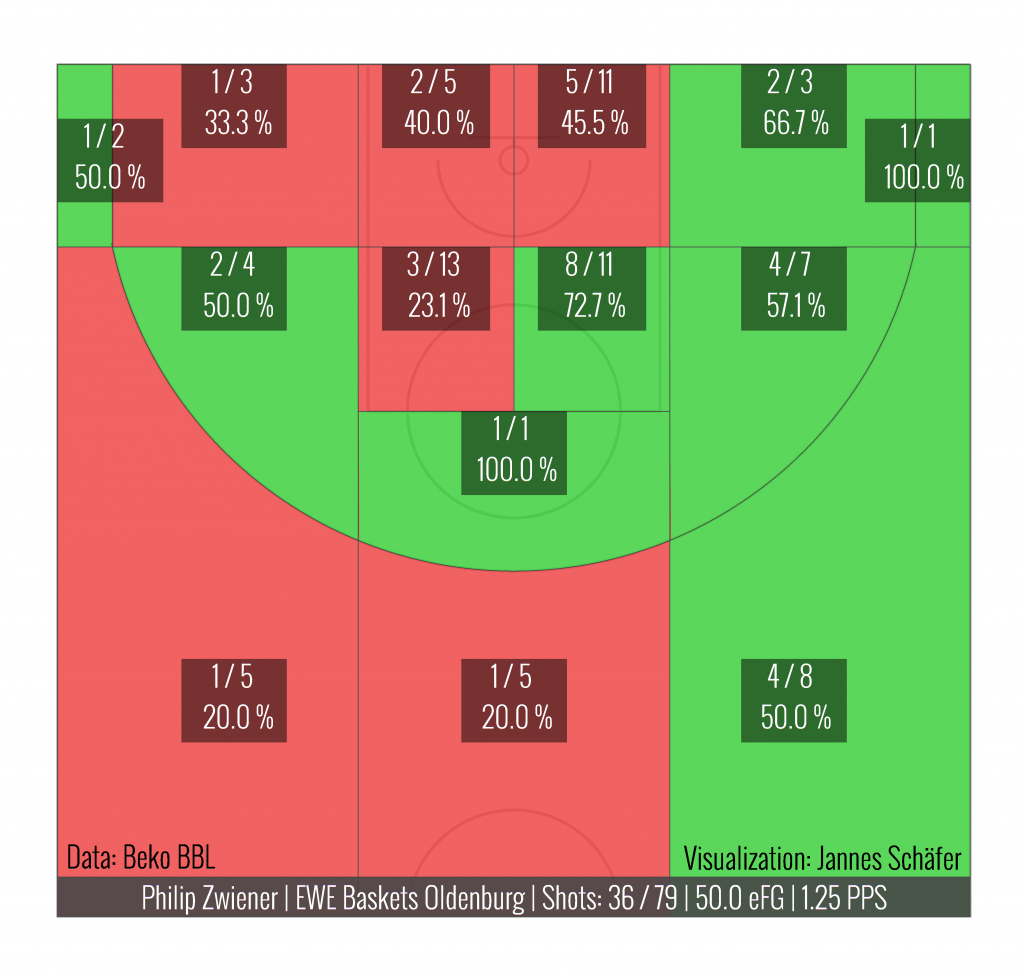 1 / 3
33.3 %
2 / 5
40.0 %
5 / 11
45.5 %
2 / 3
66.7 %
1 / 2
50.0 %
1 / 1
100.0 %
2 / 4
50.0 %
3 / 13
23.1 %
8 / 11
72.7 %
4 / 7
57.1 %
1 / 1
100.0 %
1 / 5
20.0 %
1 / 5
20.0 %
4 / 8
50.0 %
Data: Beko BBL
Visualization: Jannes Schäfer
Philip Zwiener | EWE Baskets Oldenburg | Shots: 36 / 79 | 50.0 eFG | 1.25 PPS